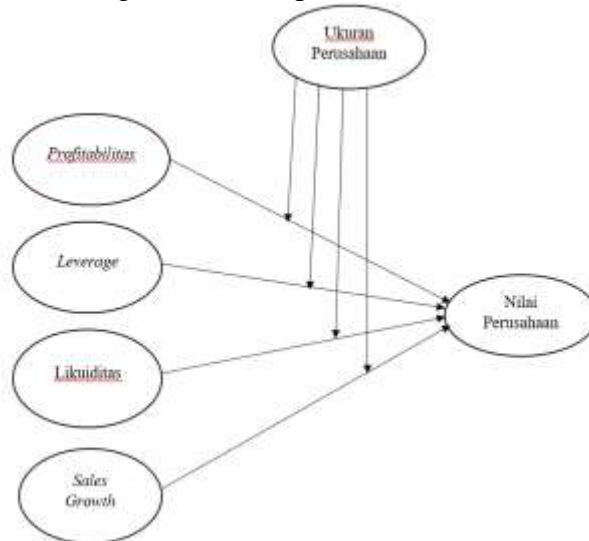 Ukuran
Perusahaan
Profitabilitas
Leverage
Nilai
Perusahaan
Likuiditas
Sales
Growth